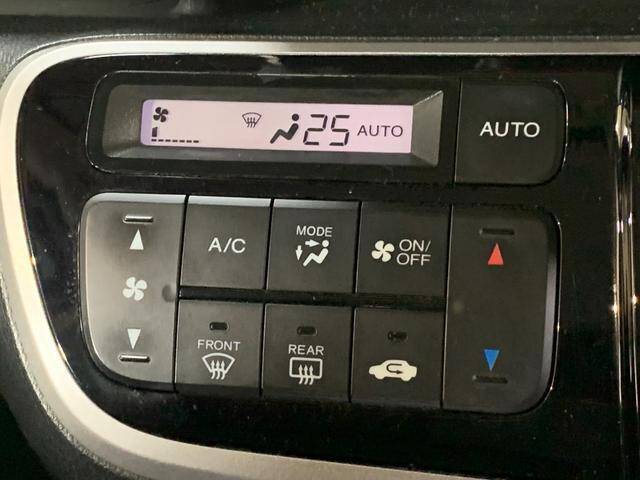 25 AUTO
AUTO
A/C
MODE
ON/
OFF
FRONT
REAR